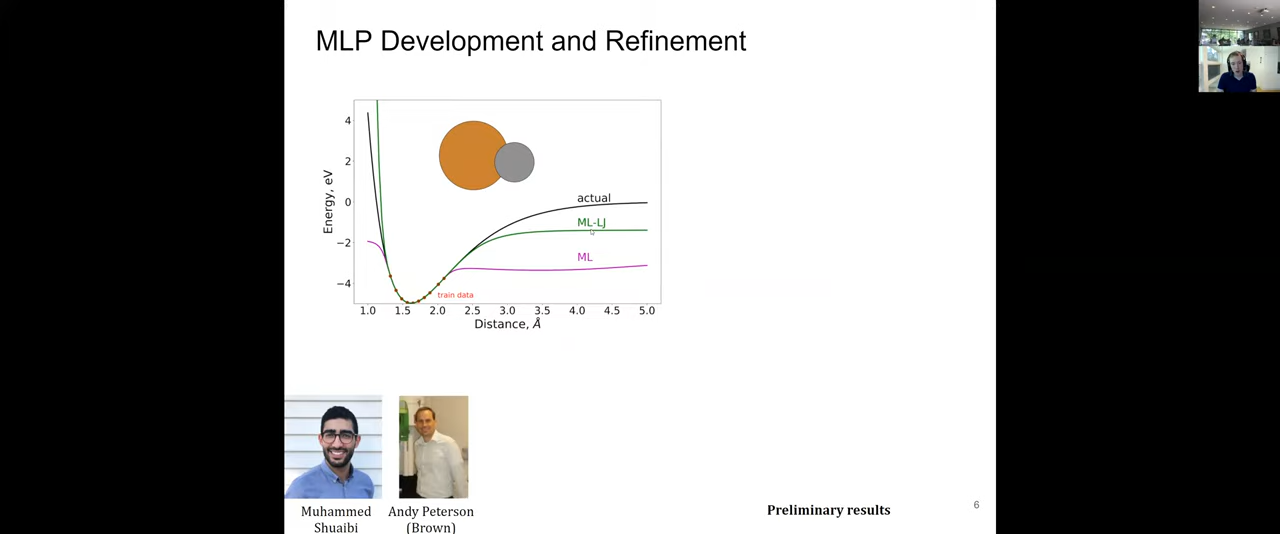 MLP Development and Refinement
Energy, eV
4
2
0
−2
−4
actual
ML-LJ
ML
train data
1.0 1.5 2.0 2.5 3.0 3.5 4.0 4.5 5.0
Distance, Å
Muhammed
Shuaibi
Andy Peterson
(Brown)
Preliminary results
6